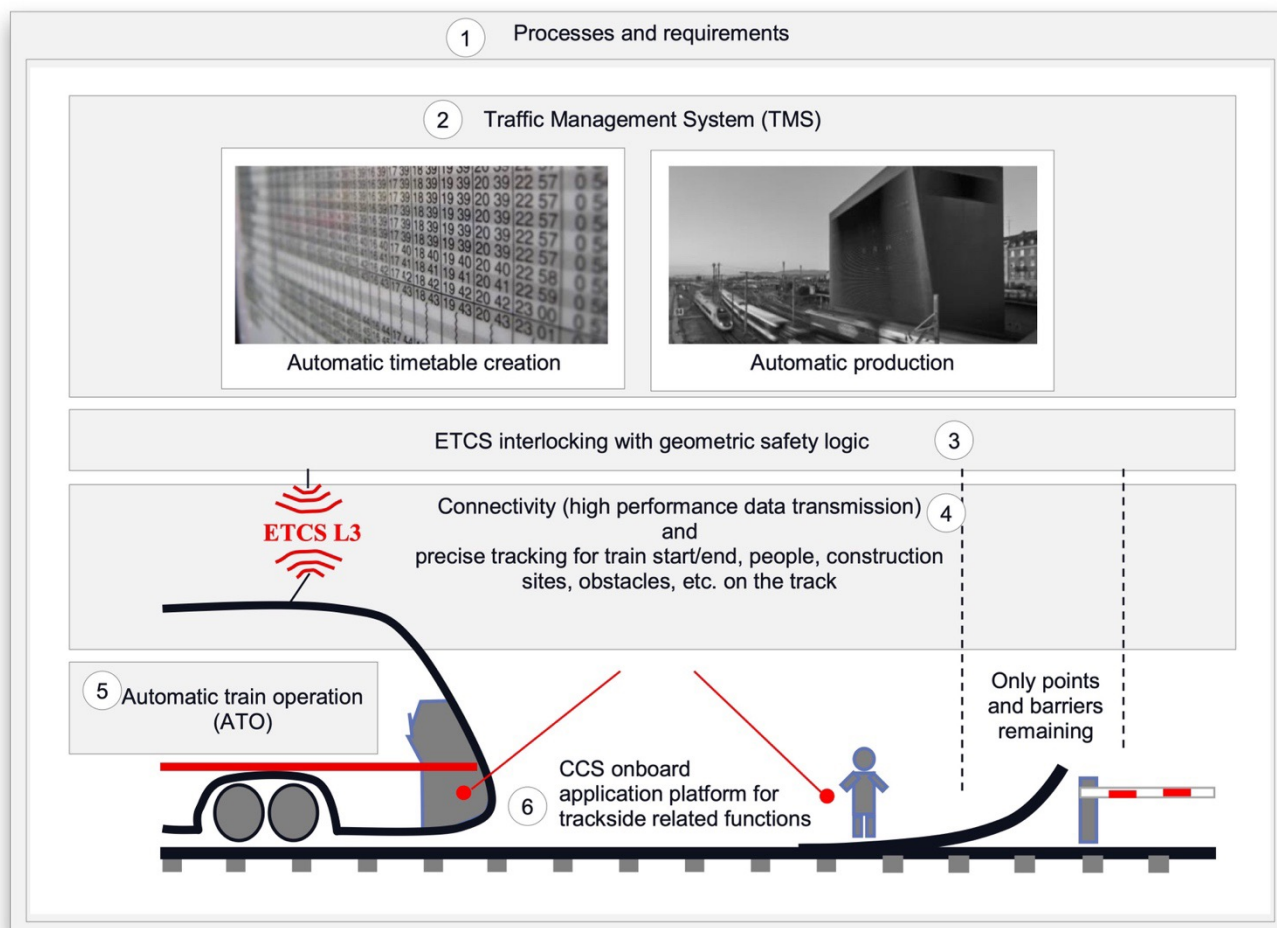 1 Processes and requirements
2 Traffic Management System (TMS)
Automatic timetable creation
Automatic production
ETCS interlocking with geometric safety logic 3
Connectivity (high performance data transmission) 4
and
precise tracking for train start/end, people, construction
sites, obstacles, etc. on the track
ETCS L3
5 Automatic train operation
(ATO)
Only points
and barriers
remaining
6 CCS onboard
application platform for
trackside related functions